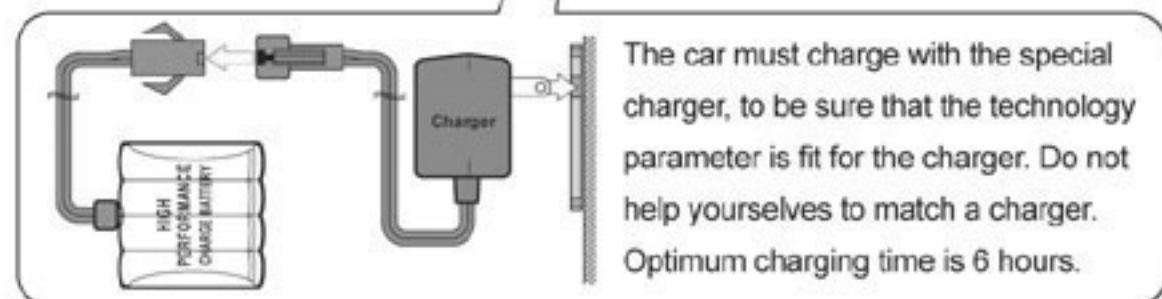 Charger
HIGH
PERFORMANCE
CHARGE BATTERY
The car must charge with the special
charger, to be sure that the technology
parameter is fit for the charger. Do not
help yourselves to match a charger.
Optimum charging time is 6 hours.